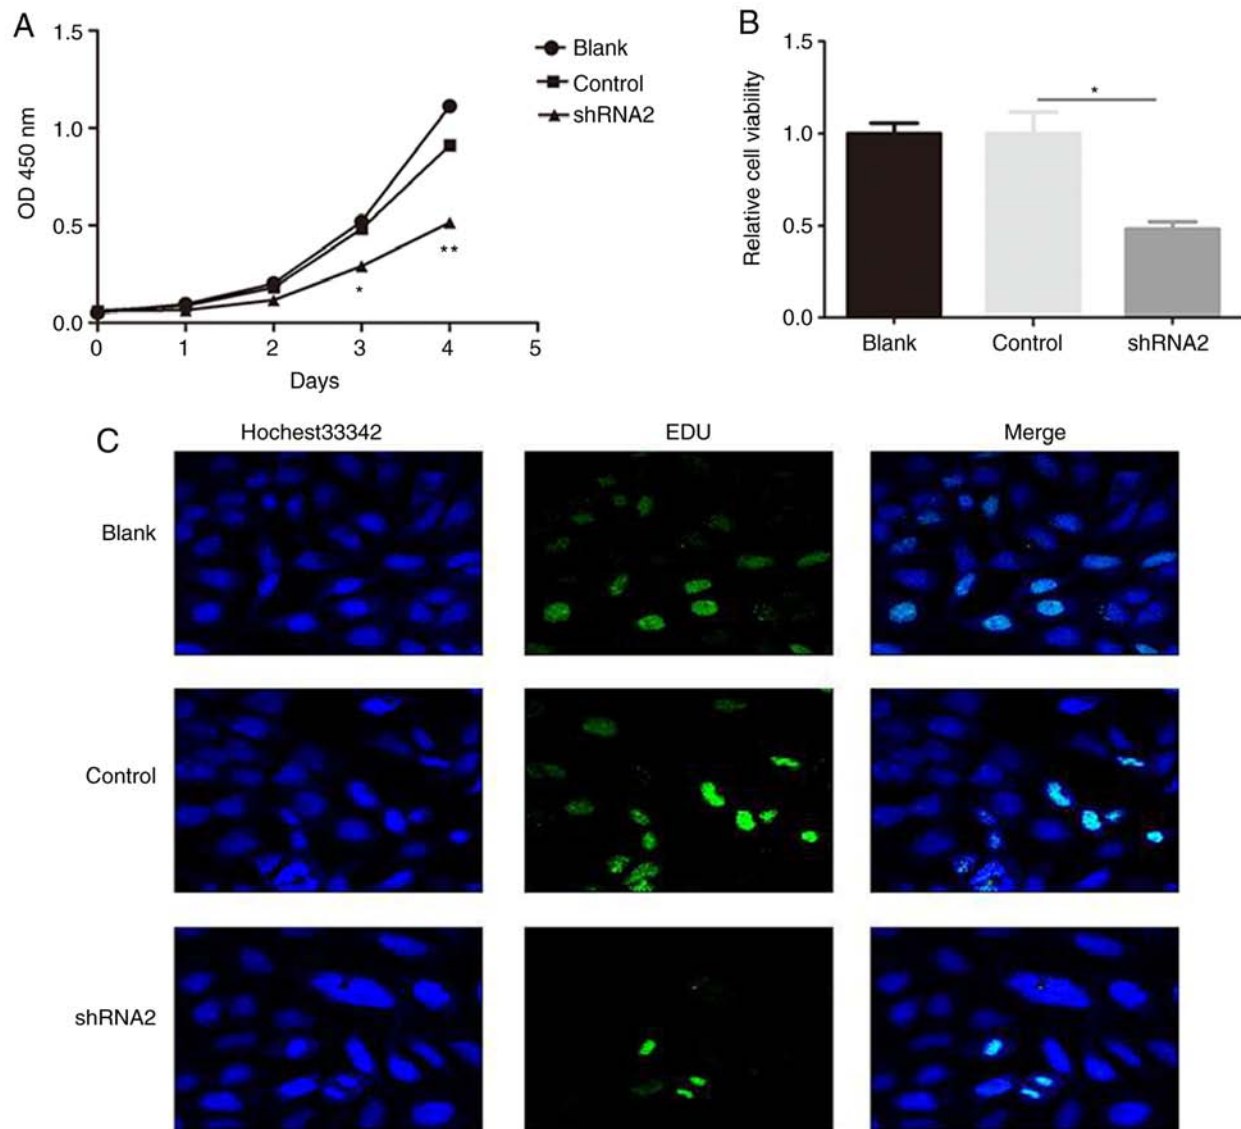 A
1.5
1.0
0.5
0.0
OD 450 nm
0 1 2 3 4 5
Days
*
**
Blank
Control
shRNA2
B
1.5
1.0
0.5
0.0
Relative cell viability
*
Blank Control shRNA2
C
Hochest33342 EDU Merge
Blank
Control
shRNA2